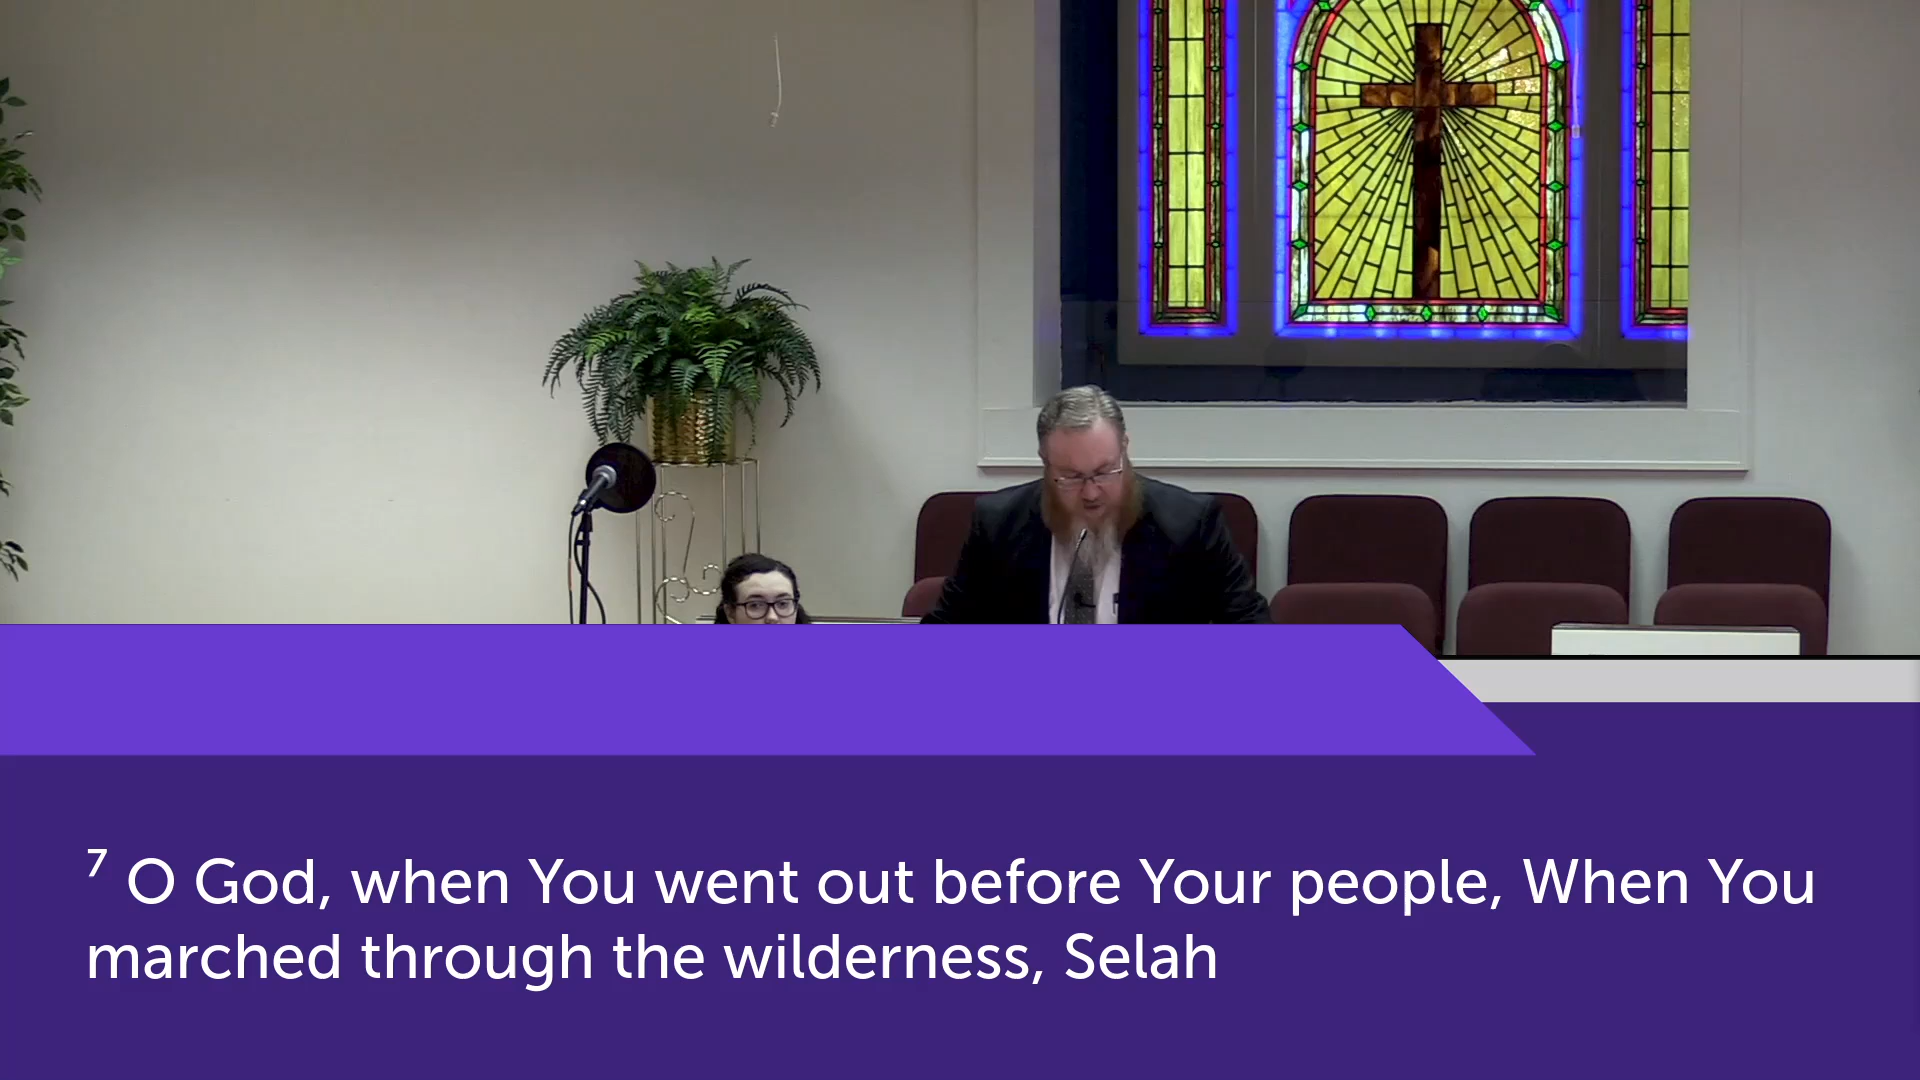 ⁷ O God, when You went out before Your people, When You
marched through the wilderness, Selah